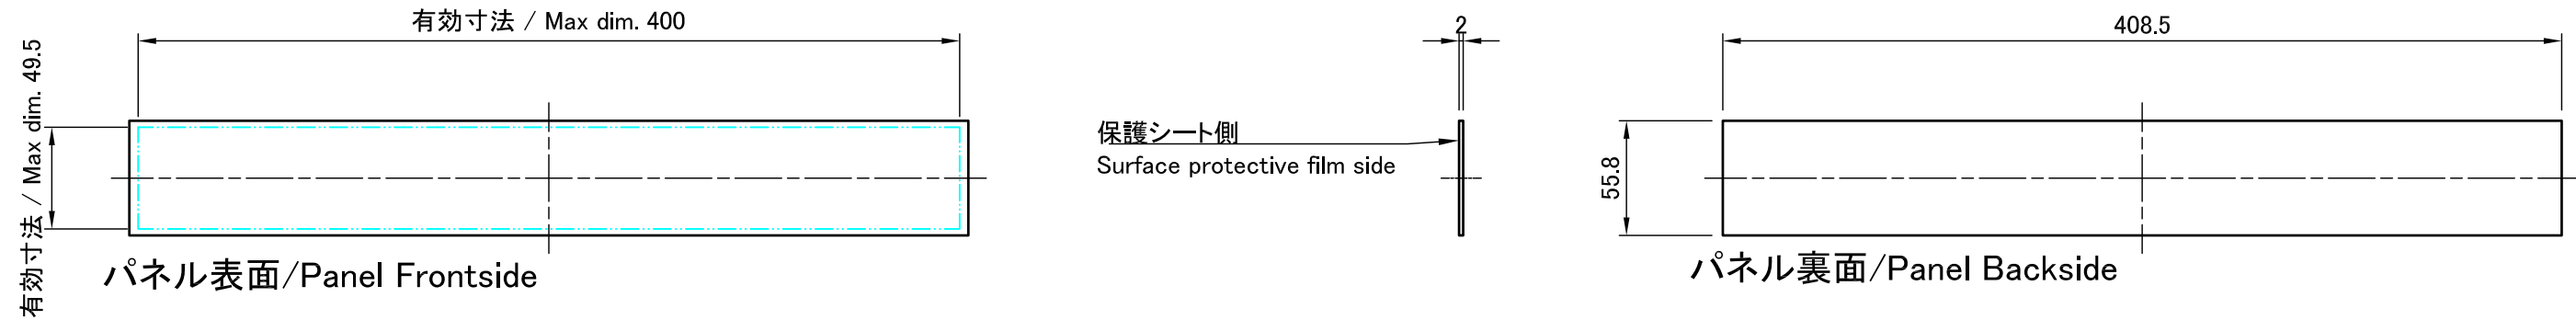 有効寸法 / Max dim. 400
有効寸法 / Max dim. 49.5
パネル表面/Panel Frontside
2
保護シート側
Surface protective film side
408.5
55.8
パネル裏面/Panel Backside